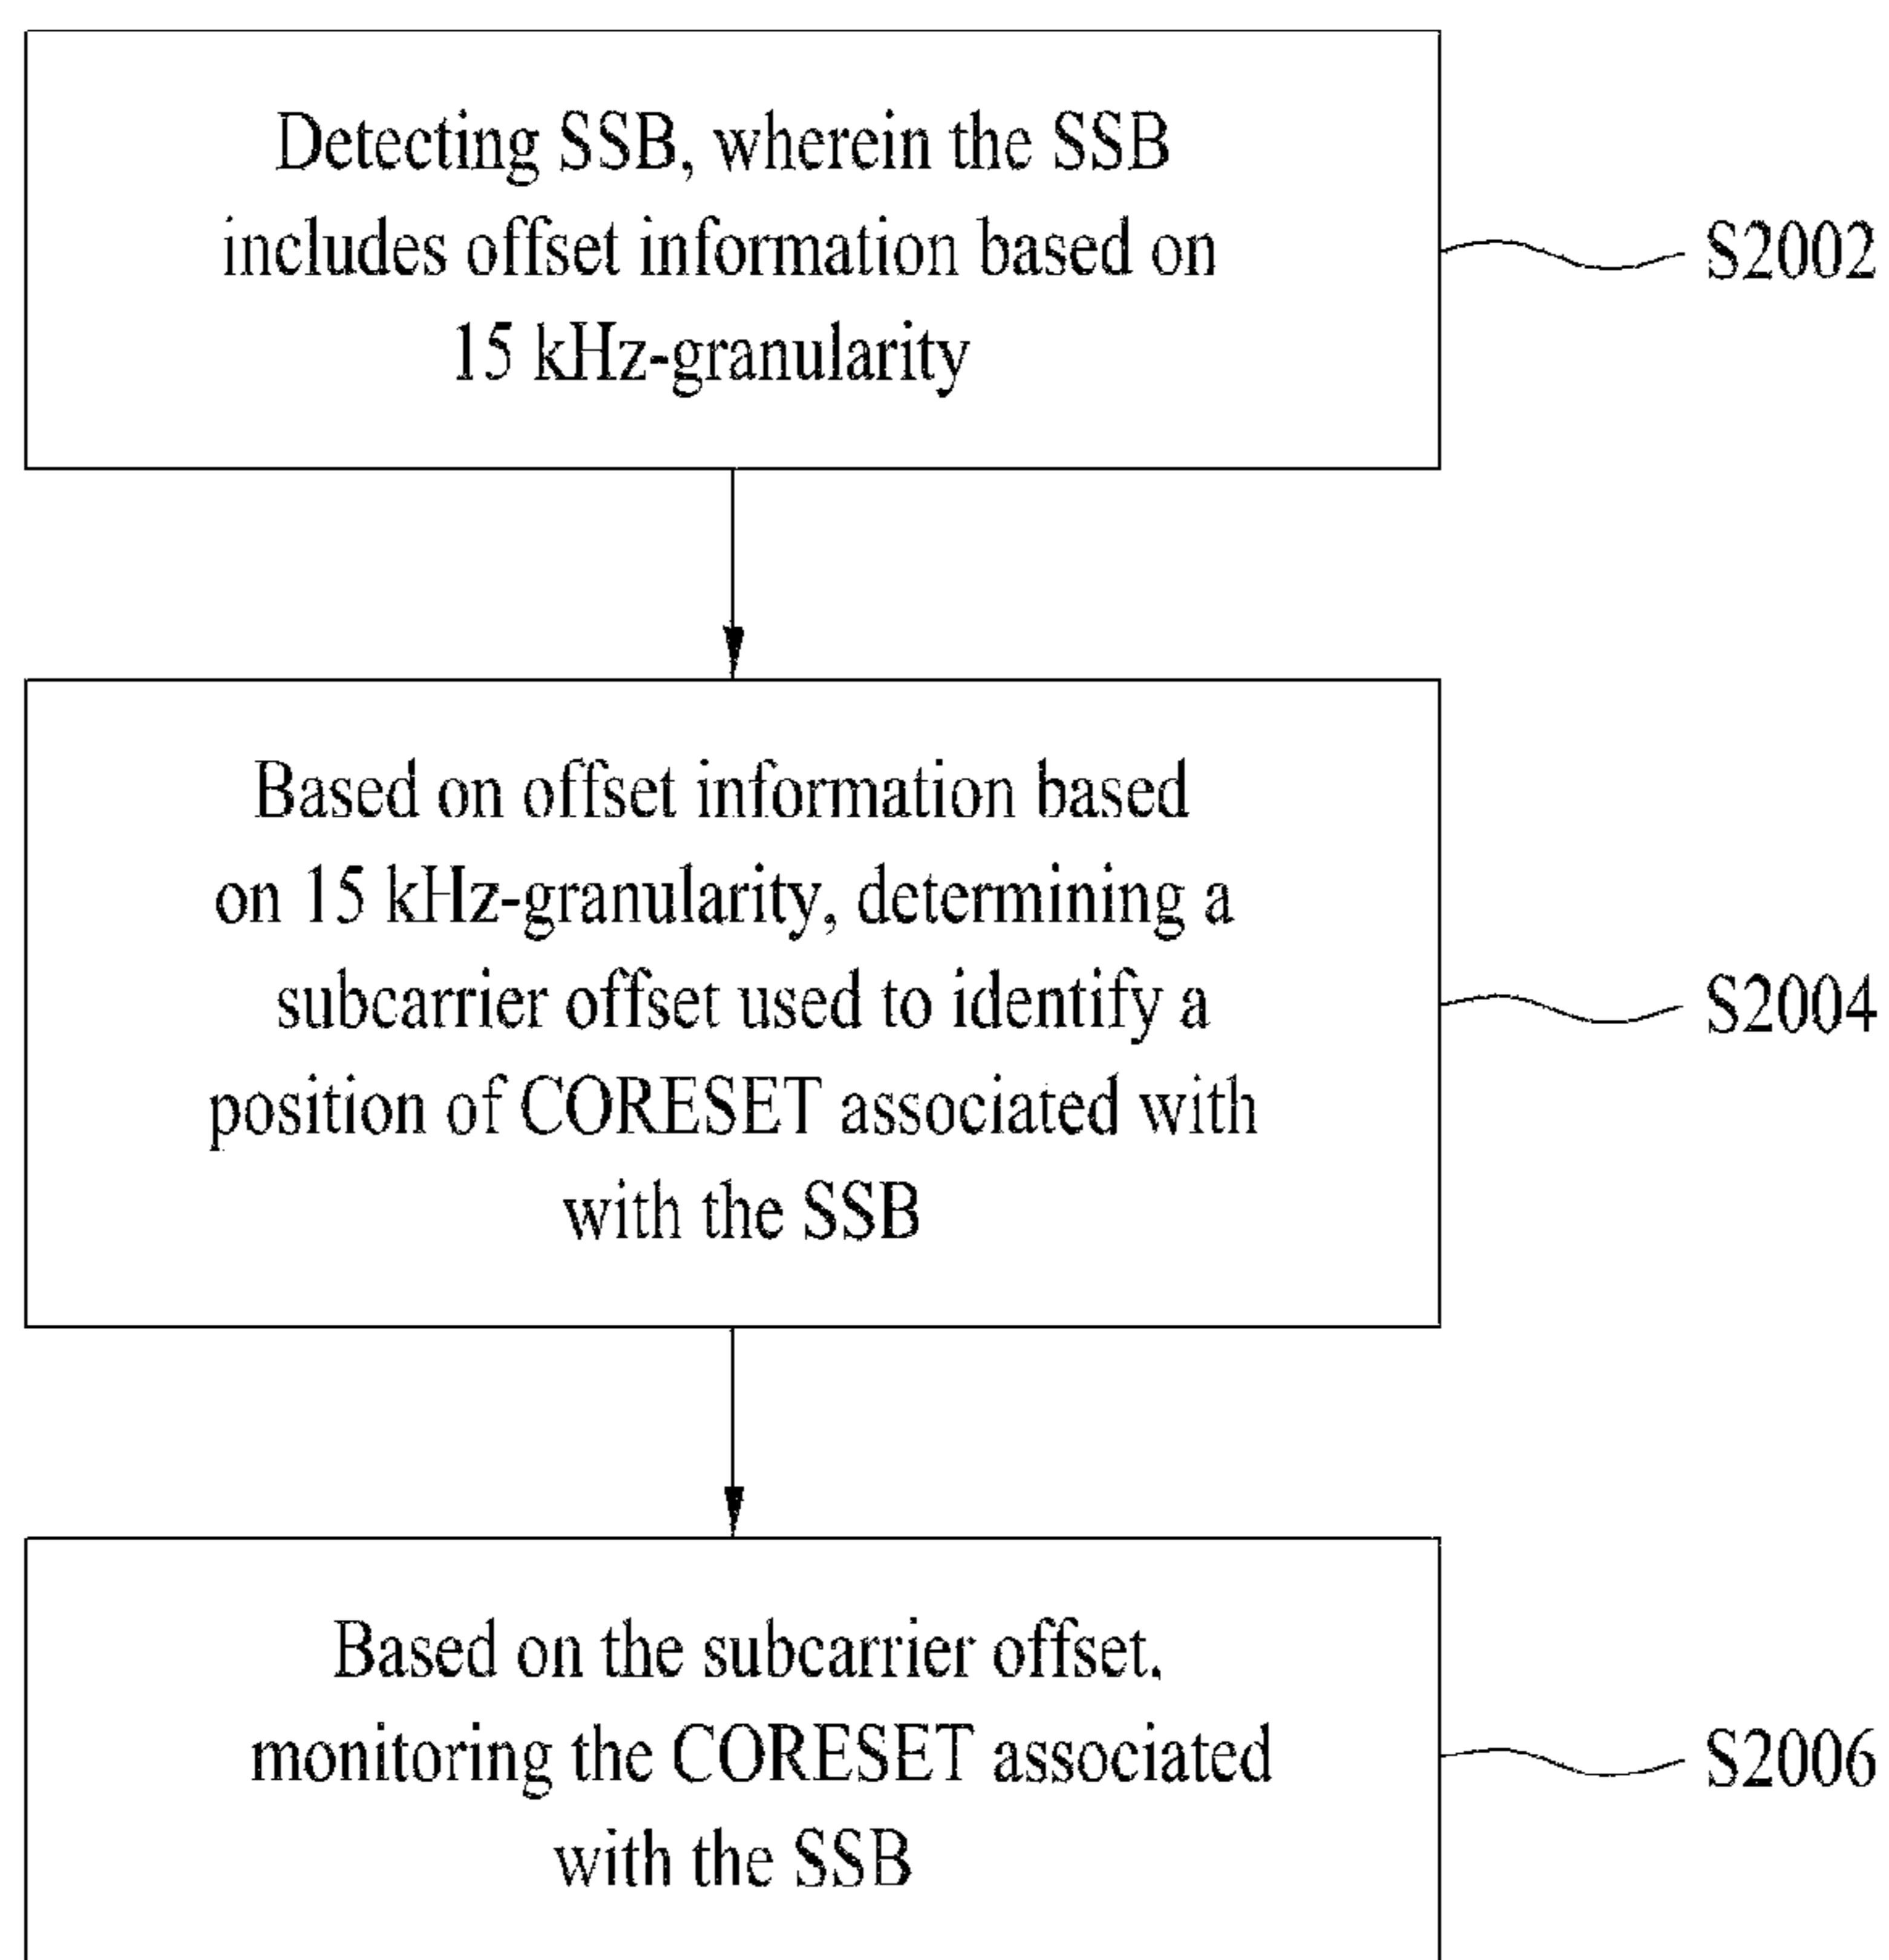 Detecting SSB, wherein the SSB
includes offset information based on
15 kHz-granularity
S2002
Based on offset information based
on 15 kHz-granularity, determining a
subcarrier offset used to identify a
position of CORESET associated with
with the SSB
S2004
Based on the subcarrier offset,
monitoring the CORESET associated
with the SSB
S2006